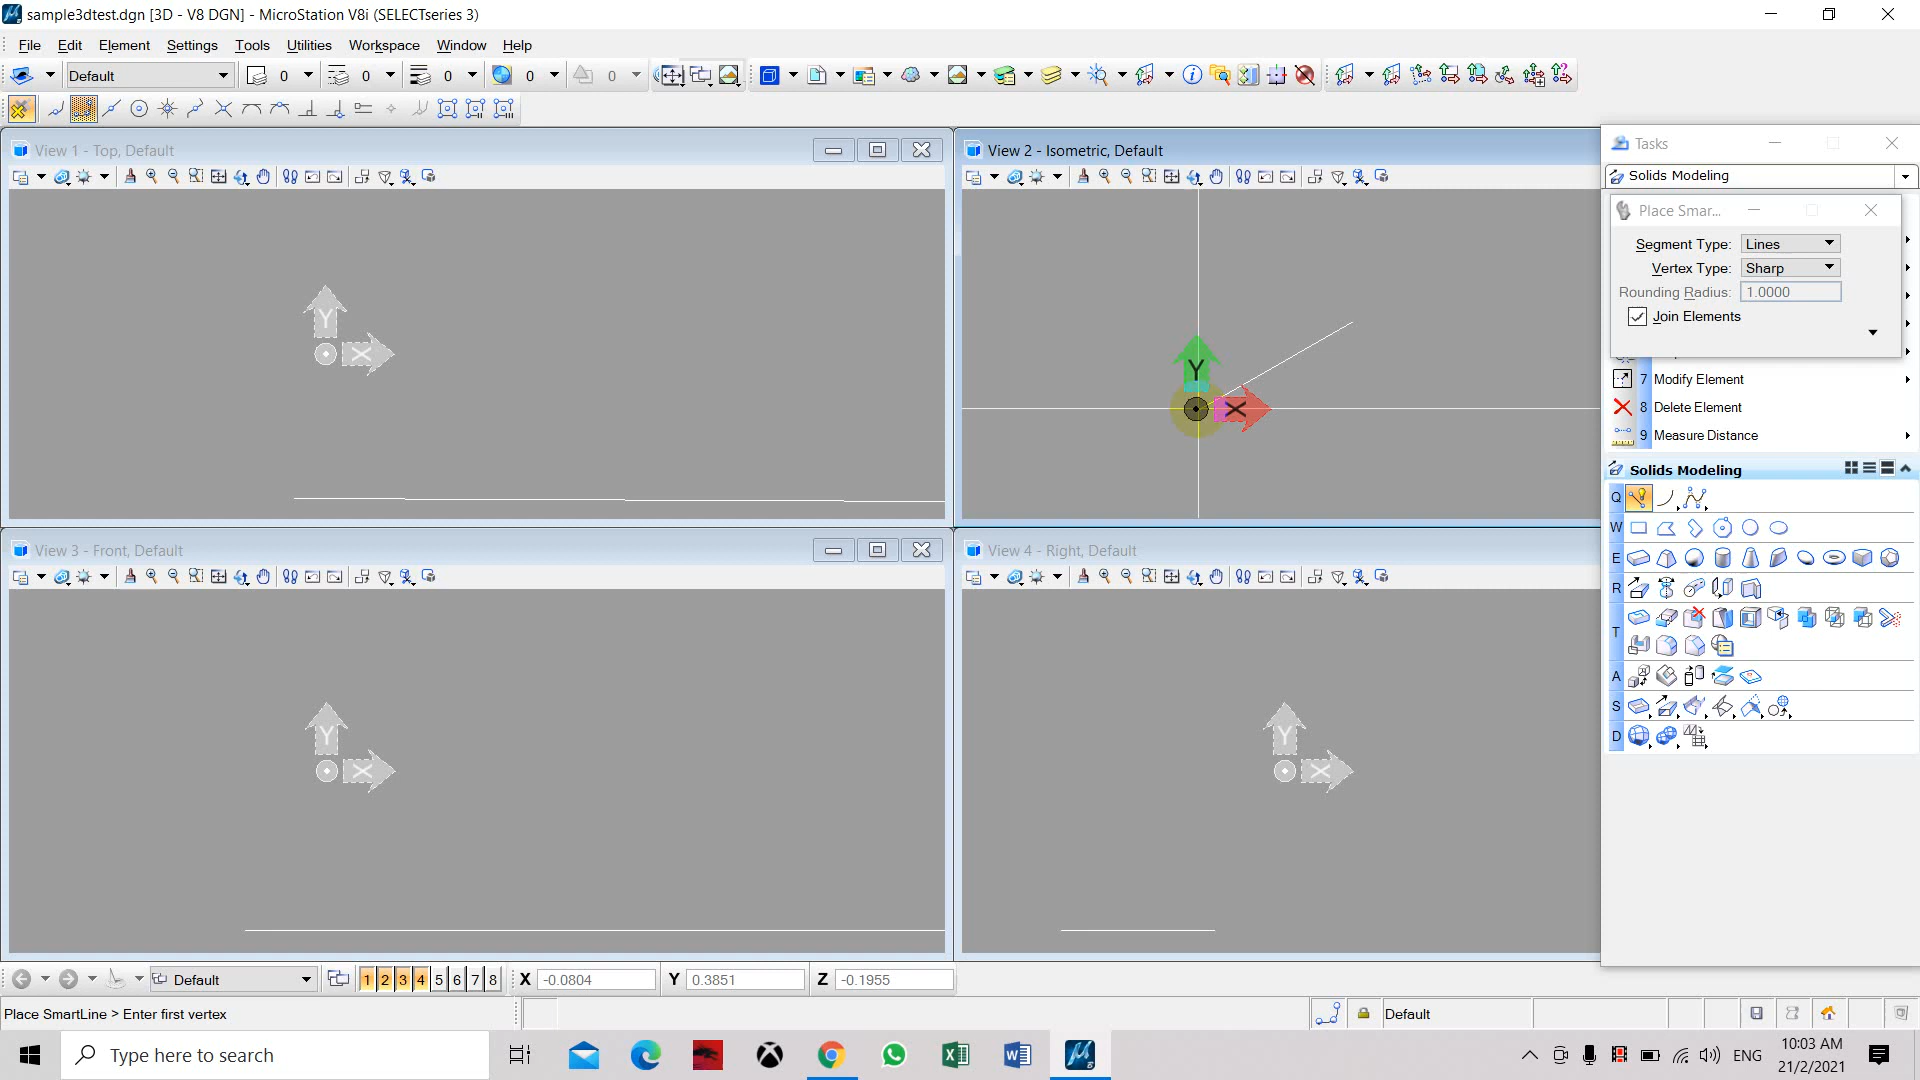 sample3dtest.dgn [3D - V8 DGN] - MicroStation V8i (SELECTseries 3)
File Edit Element Settings Tools Utilities Workspace Window Help
Default 0 0 0 0 0
View 1 - Top, Default
View 2 - Isometric, Default
Tasks
Solids Modeling
Place Smar...
Segment Type: Lines
Vertex Type: Sharp
Rounding Radius: 1.0000
Join Elements
Y
X
Y
X
7 Modify Element
8 Delete Element
9 Measure Distance
Solids Modeling
Q
W
E
R
T
A
S
D
View 3 - Front, Default
View 4 - Right, Default
Y
X
Y
X
Default 1 2 3 4 5 6 7 8 X -0.0804 Y 0.3851 Z -0.1955
Place SmartLine > Enter first vertex
Default
Type here to search
ENG
10:03 AM
21/2/2021